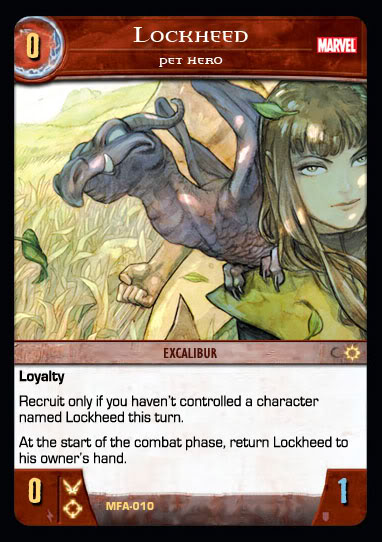 0
Lockheed
PET HERO
MARVEL
EXCALIBUR
C
Loyalty
Recruit only if you haven't controlled a character
named Lockheed this turn.
At the start of the combat phase, return Lockheed to
his owner's hand.
0
MFA-010
1